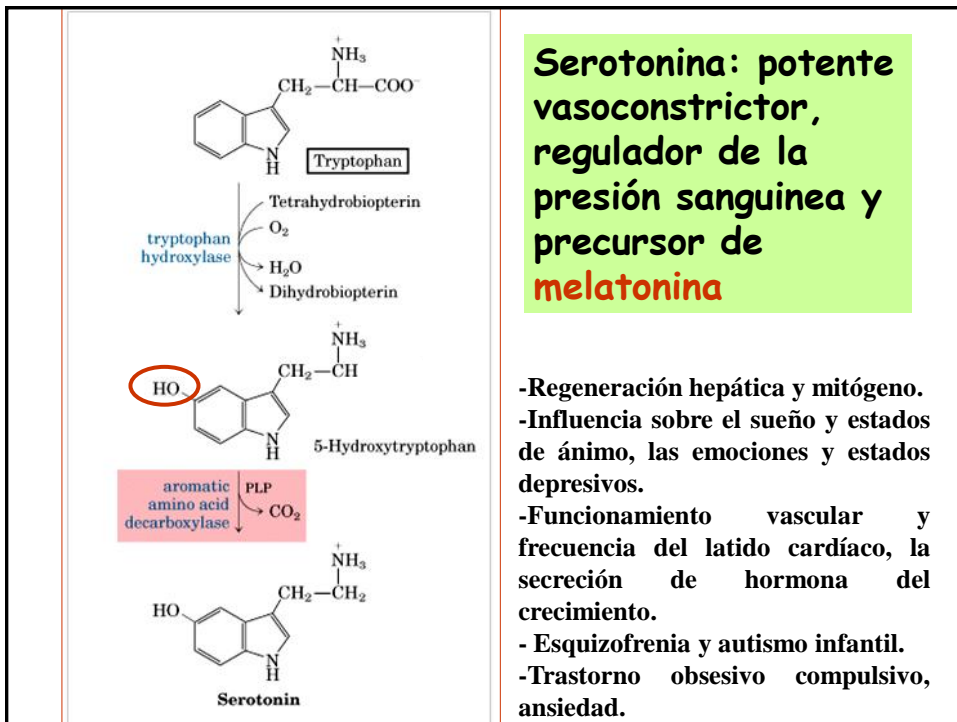 +
NH₃
CH₂—CH—COO⁻
N
H
Tryptophan
Tetrahydrobiopterin
O₂
tryptophan
hydroxylase
H₂O
Dihydrobiopterin
+
NH₃
CH₂—CH
HO
N
H
5-Hydroxytryptophan
aromatic
amino acid
decarboxylase
PLP
CO₂
+
NH₃
CH₂—CH₂
HO
N
H
Serotonin
Serotonina: potente
vasoconstrictor,
regulador de la
presión sanguinea y
precursor de
melatonina
-Regeneración hepática y mitógeno.
-Influencia sobre el sueño y estados
de ánimo, las emociones y estados
depresivos.
-Funcionamiento vascular y
frecuencia del latido cardíaco, la
secreción de hormona del
crecimiento.
- Esquizofrenia y autismo infantil.
-Trastorno obsesivo compulsivo,
ansiedad.